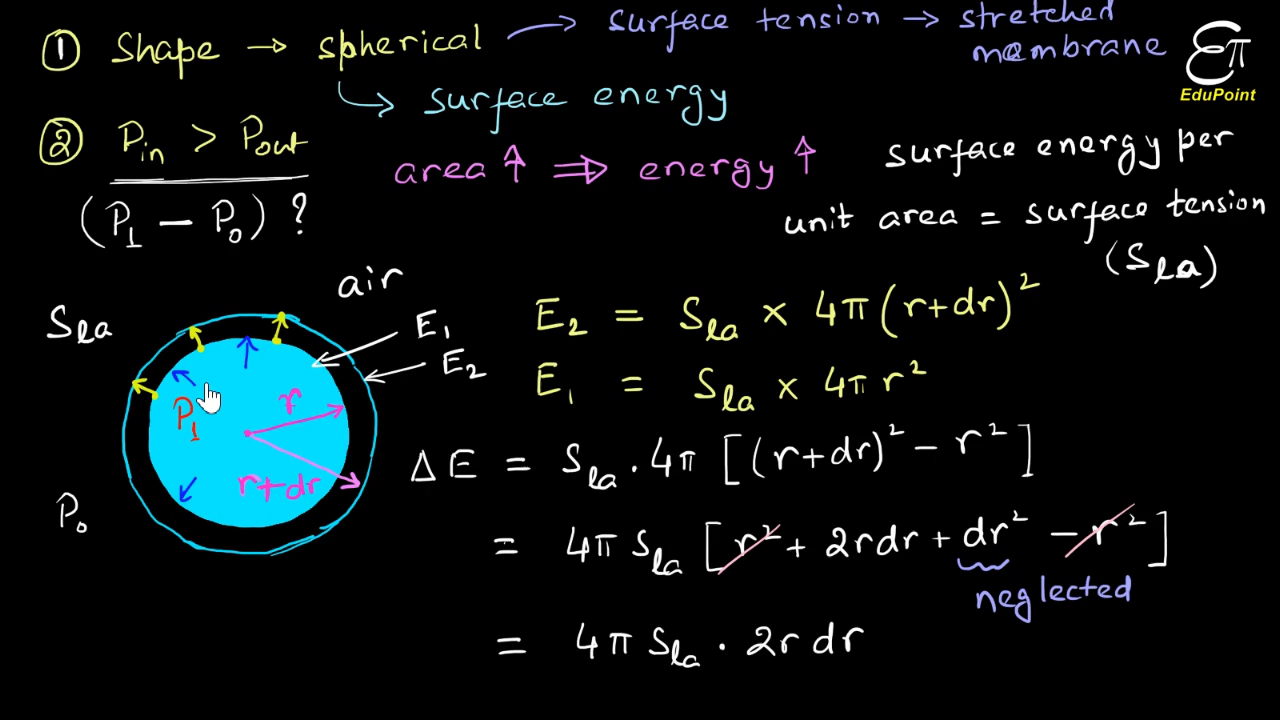 ① Shape → spherical → surface tension → stretched membrane
↳ surface energy
② Pin > Pout
area ↑ ⇒ energy ↑
surface energy per unit area = surface tension (Sla)
(P1 − P0) ?
Επ
EduPoint
air
Sla
E1
E2
P1
r
r+dr
P0
E2 = Sla × 4π(r+dr)²
E1 = Sla × 4πr²
ΔE = Sla · 4π [(r+dr)² − r²]
= 4π Sla [r² + 2rdr + dr² − r²]
neglected
= 4π Sla · 2r dr